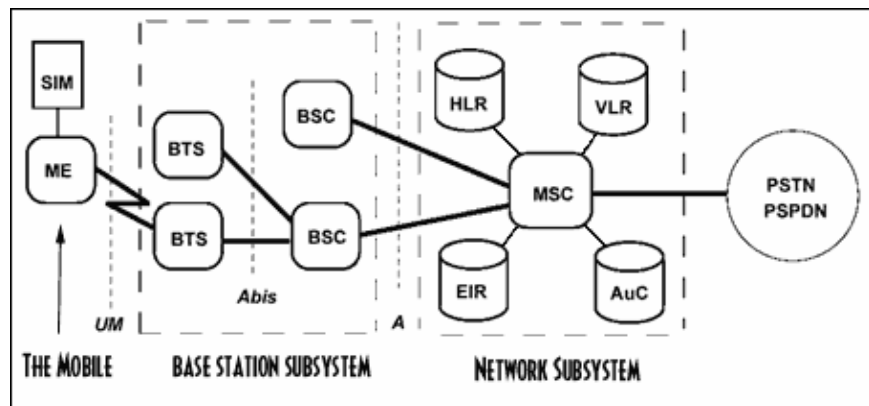 SIM
ME
BTS
BTS
BSC
BSC
HLR
VLR
MSC
EIR
AuC
PSTN
PSPDN
UM
Abis
A
THE MOBILE
BASE STATION SUBSYSTEM
NETWORK SUBSYSTEM